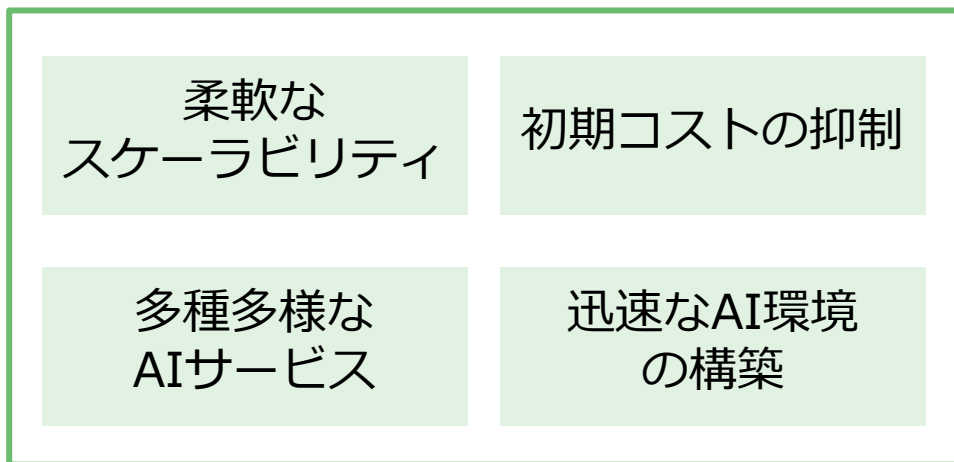 柔軟な
スケーラビリティ
初期コストの抑制
多種多様な
AIサービス
迅速なAI環境
の構築